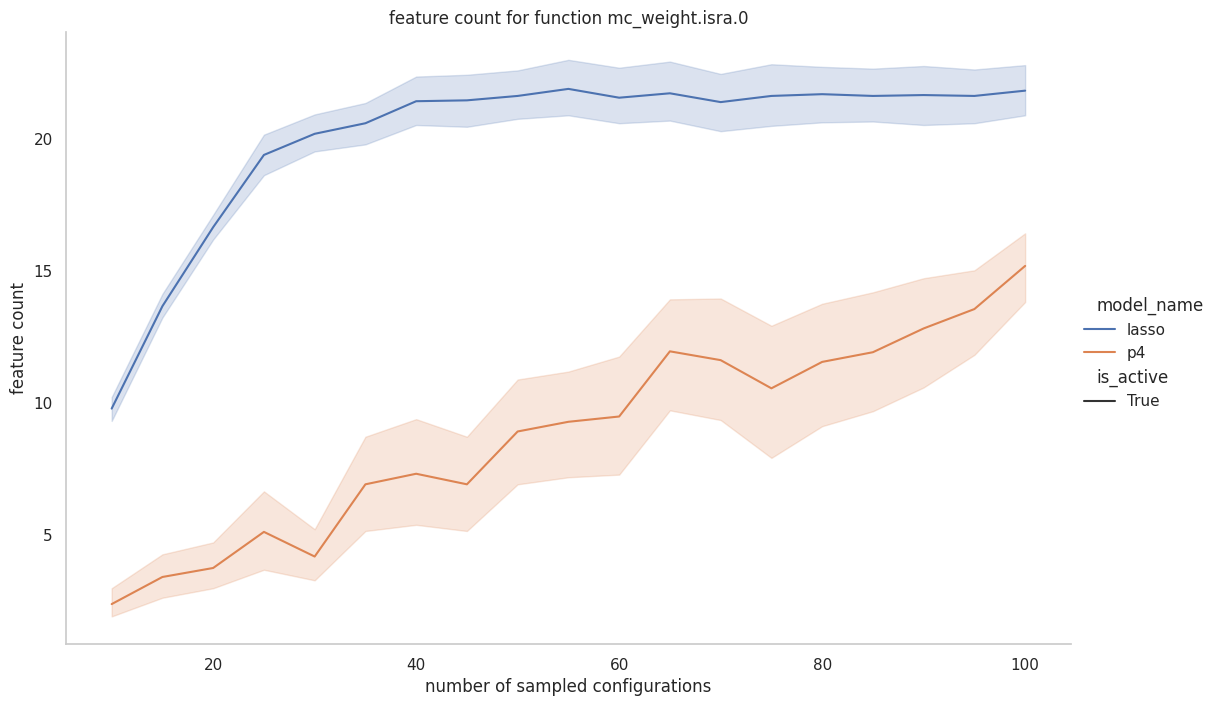 feature count for function mc_weight.isra.0
feature count
20
15
10
5
20
40
60
80
100
number of sampled configurations
model_name
lasso
p4
is_active
True